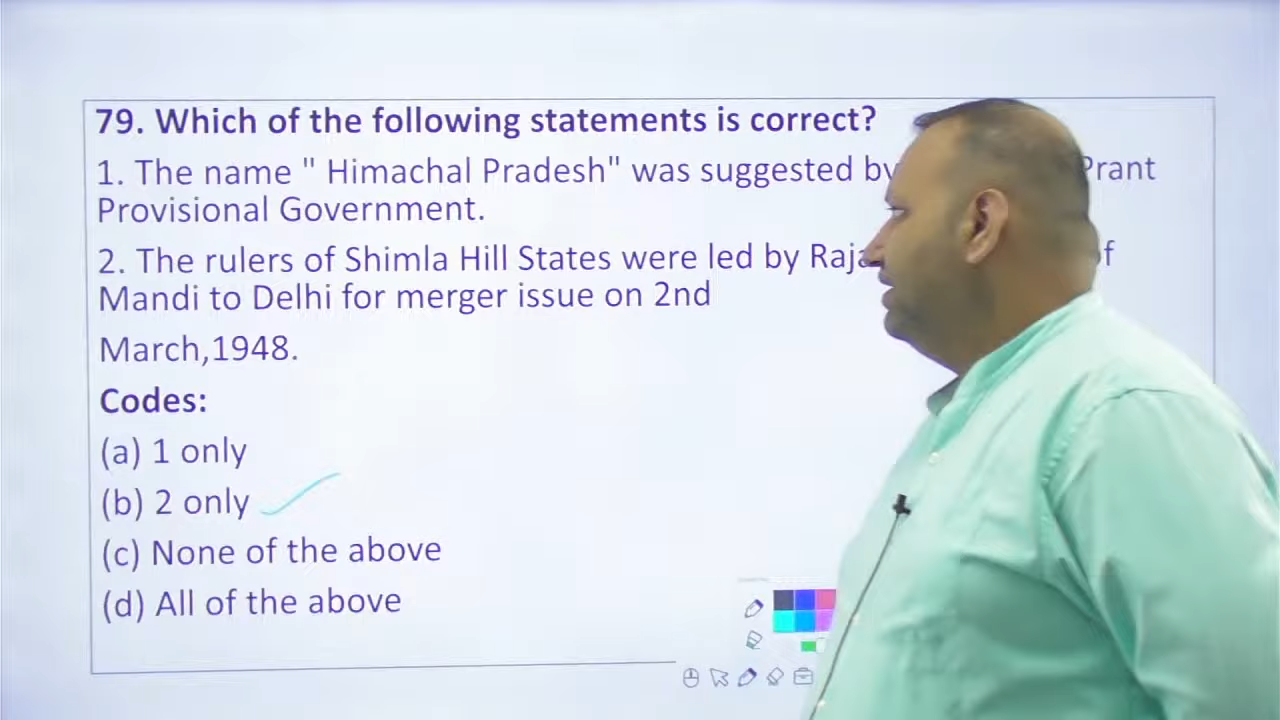 79. Which of the following statements is correct?
1. The name " Himachal Pradesh" was suggested by Prant
Provisional Government.
2. The rulers of Shimla Hill States were led by Raja of
Mandi to Delhi for merger issue on 2nd
March,1948.
Codes:
(a) 1 only
(b) 2 only
(c) None of the above
(d) All of the above